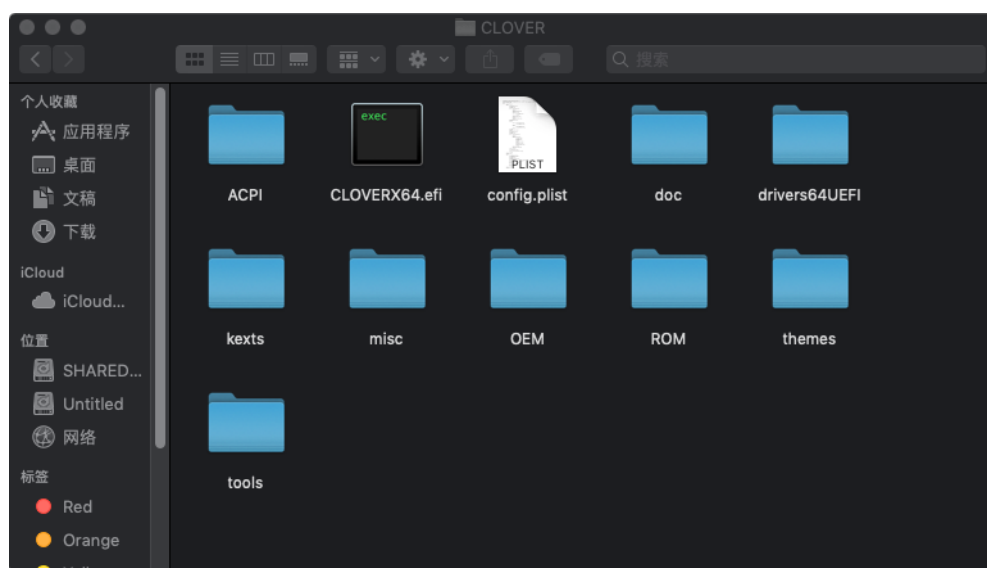 CLOVER
搜索
个人收藏
应用程序
桌面
文稿
下载
iCloud
iCloud...
位置
SHARED...
Untitled
网络
标签
Red
Orange
exec
PLIST
ACPI
CLOVERX64.efi
config.plist
doc
drivers64UEFI
kexts
misc
OEM
ROM
themes
tools